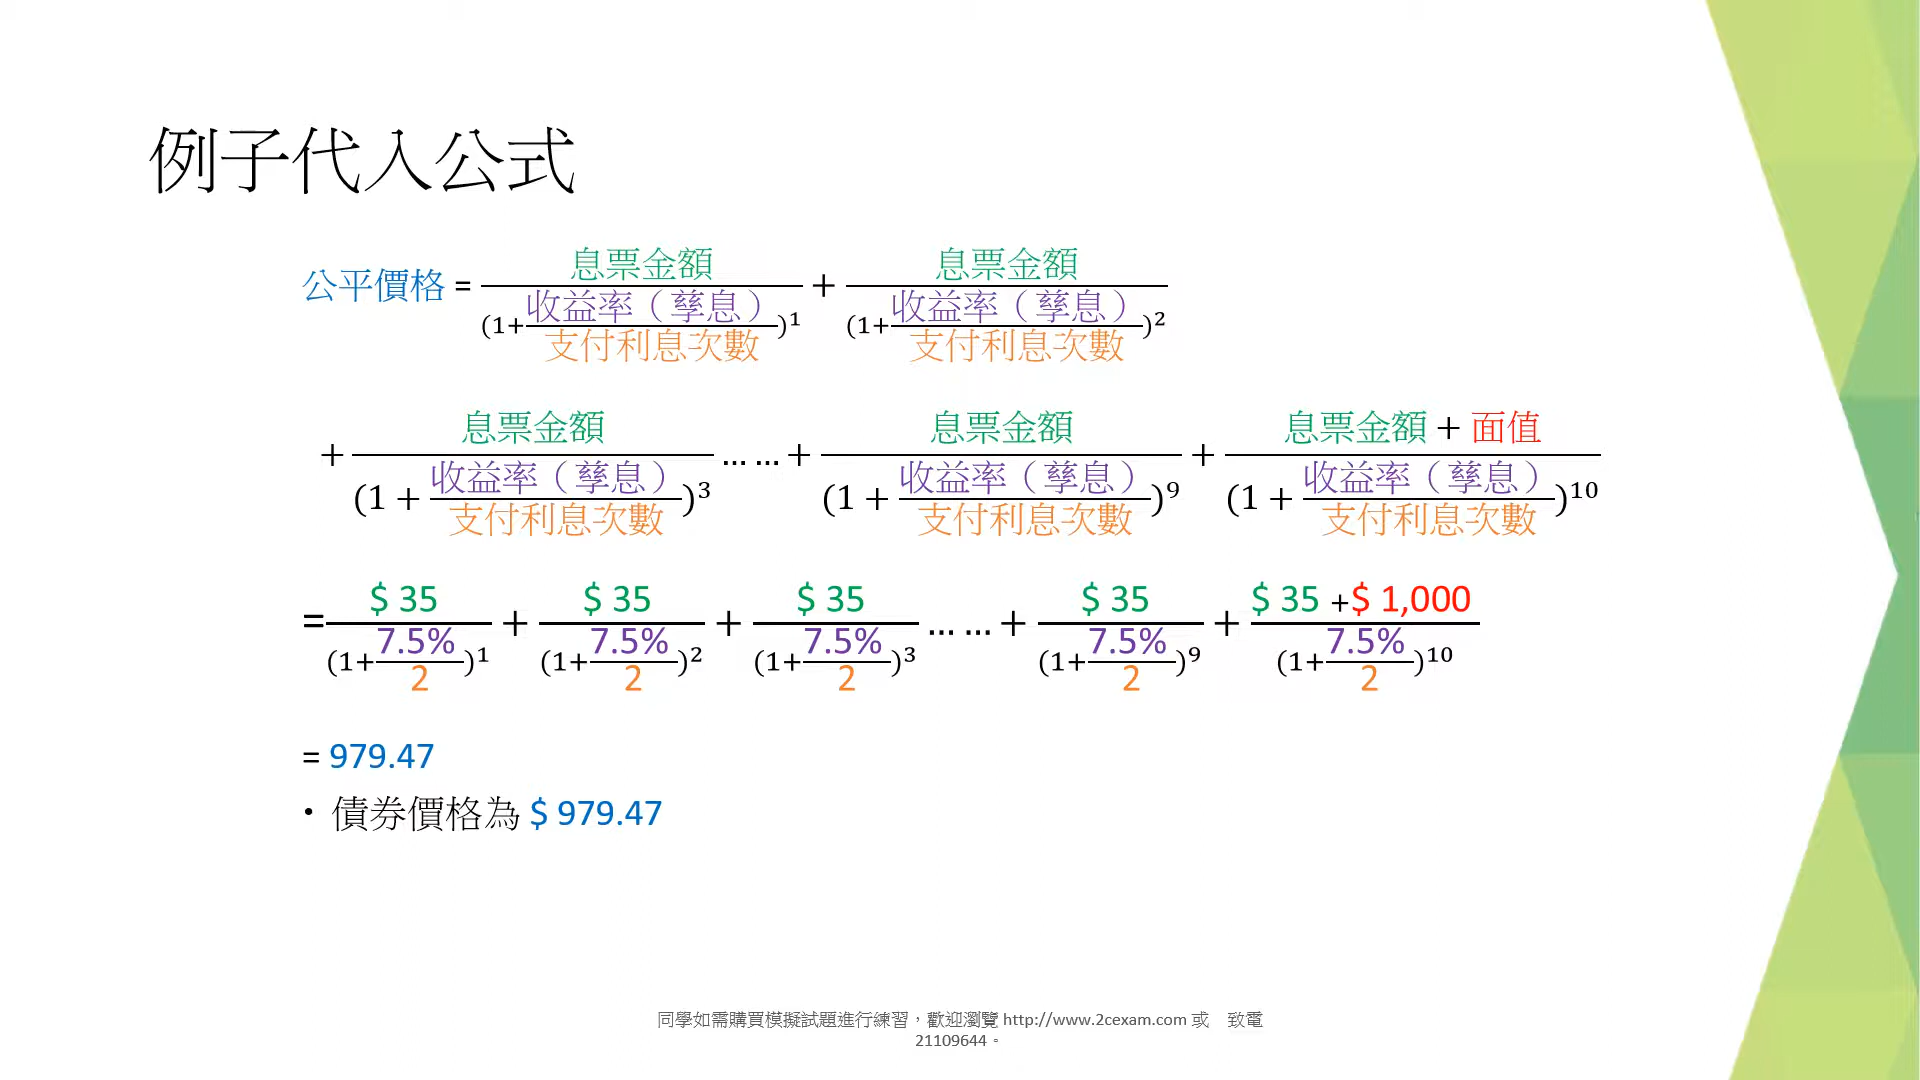 例子代入公式
公平價格 = 息票金額/(1+收益率（孳息）/支付利息次數)^1 + 息票金額/(1+收益率（孳息）/支付利息次數)^2
+ 息票金額/(1 + 收益率（孳息）/支付利息次數)^3 … … + 息票金額/(1 + 收益率（孳息）/支付利息次數)^9 + 息票金額 + 面值/(1 + 收益率（孳息）/支付利息次數)^10
= $ 35/(1+7.5%/2)^1 + $ 35/(1+7.5%/2)^2 + $ 35/(1+7.5%/2)^3 … … + $ 35/(1+7.5%/2)^9 + $ 35 +$ 1,000/(1+7.5%/2)^10
= 979.47
• 債券價格為 $ 979.47
同學如需購買模擬試題進行練習，歡迎瀏覽 http://www.2cexam.com 或　致電
21109644。